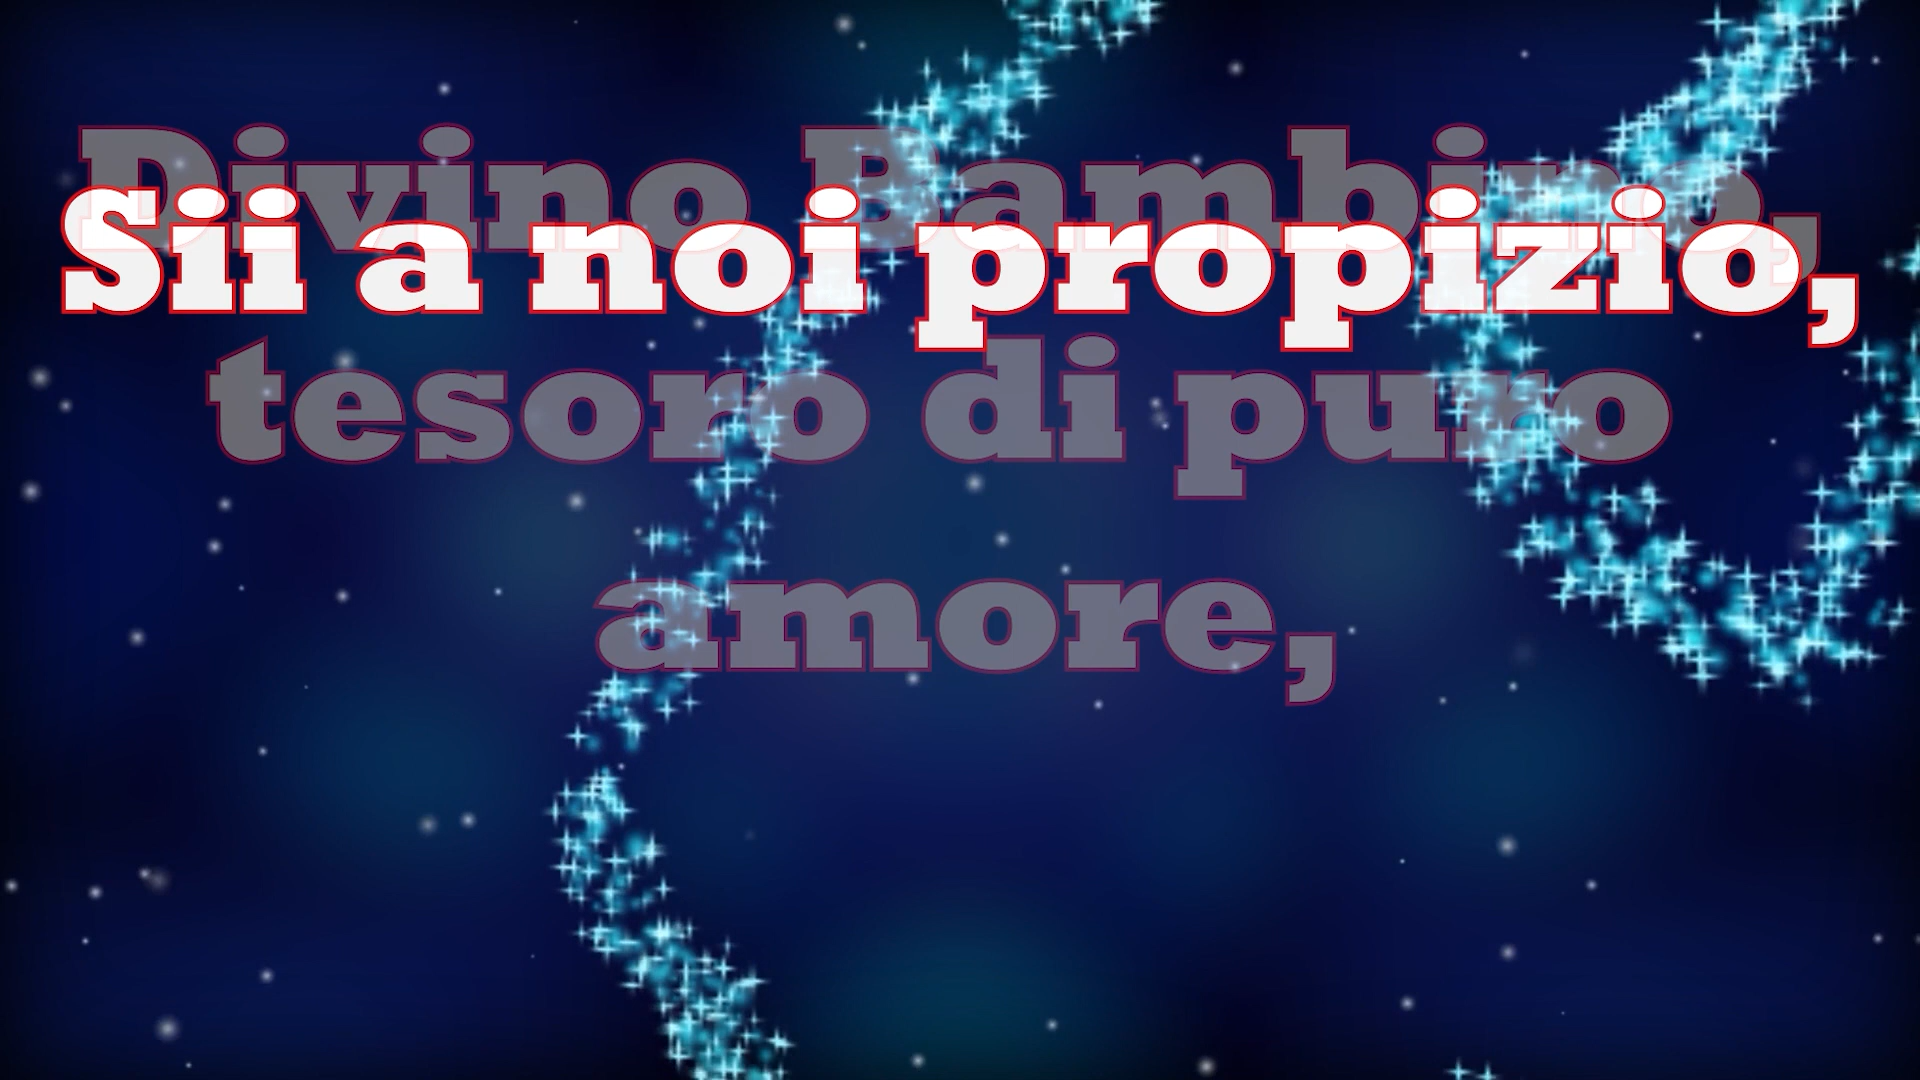 Divino Bambino,
Sii a noi propizio,
tesoro di puro
amore,